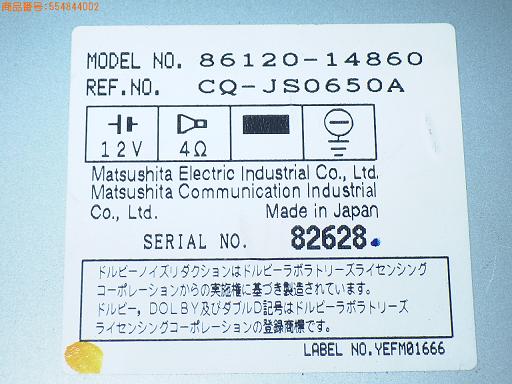 商品番号:554844002
MODEL NO. 86120-14860
REF.NO. CQ-JS0650A
12V 4Ω
Matsushita Electric Industrial Co., Ltd.
Matsushita Communication Industrial
Co., Ltd. Made in Japan
SERIAL NO. 82628.
ドルビーノイズリダクションはドルビーラボラトリーズライセンシング
コーポレーションからの実施権に基づき製造されています。
ドルビー，DOLBY及びダブルD記号はドルビーラボラトリーズ
ライセンシングコーポレーションの登録商標です。
LABEL NO.YEFM01666